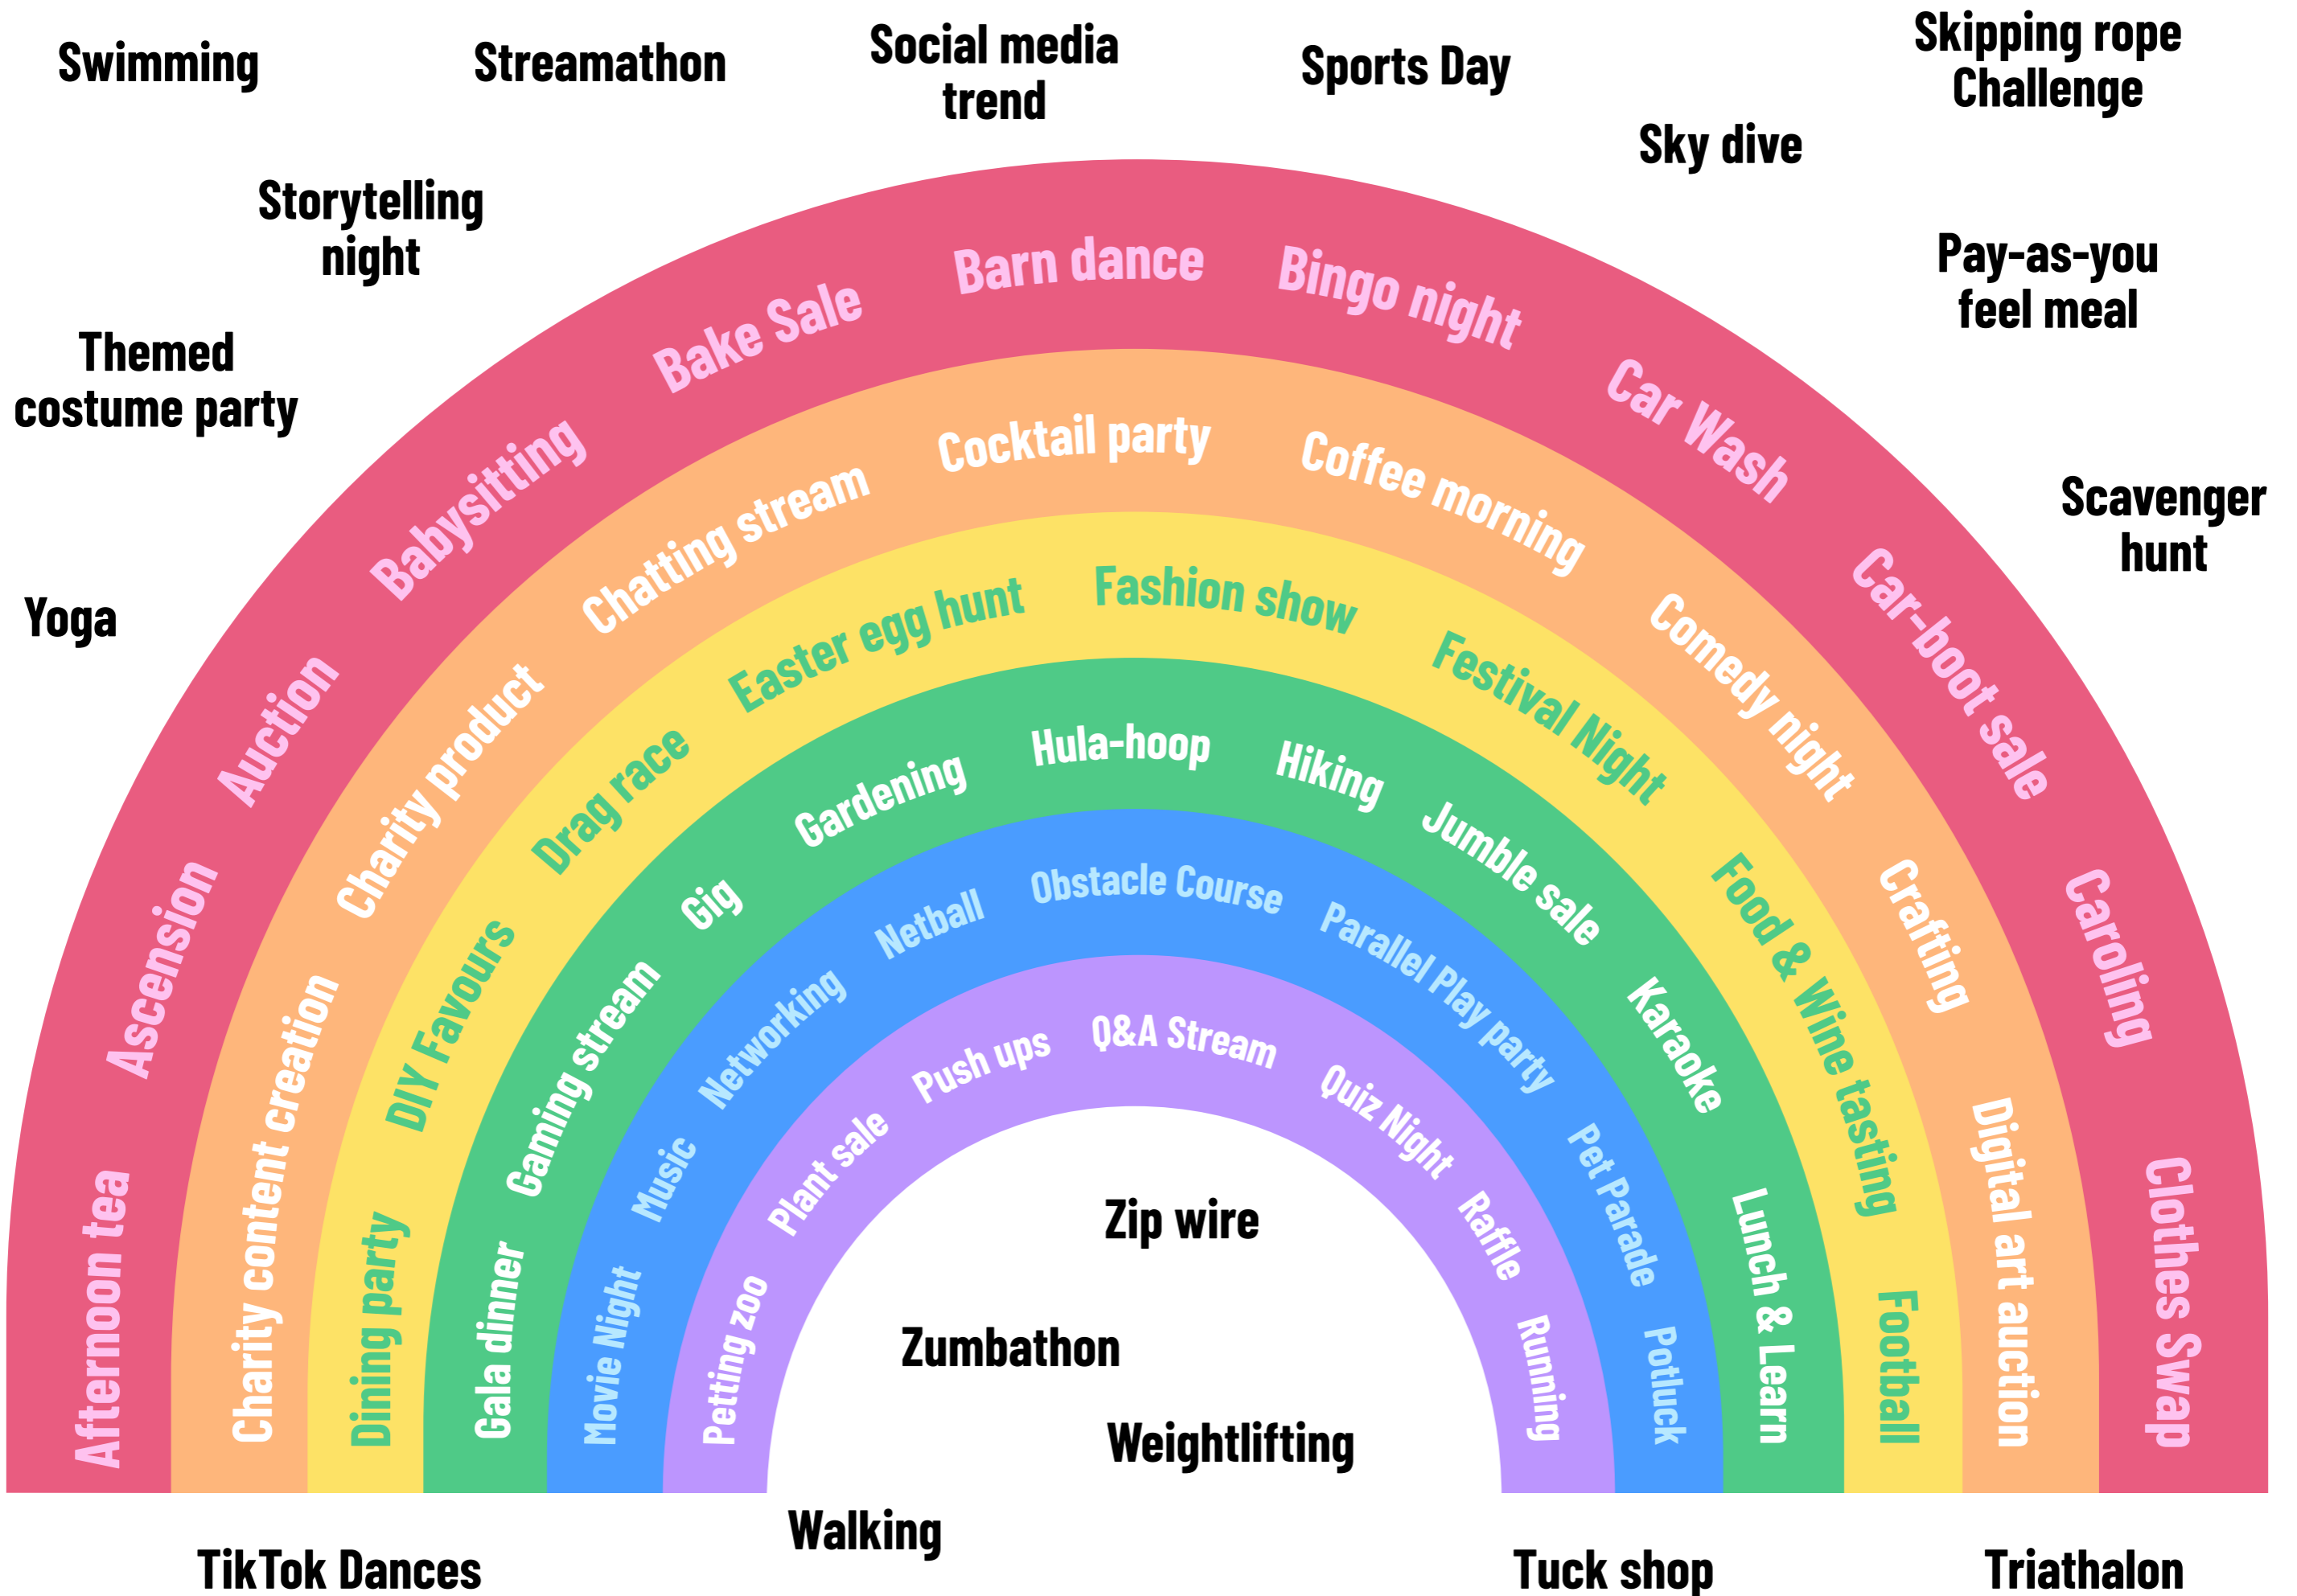 Swimming
Streamathon
Social media
trend
Sports Day
Skipping rope
Challenge
Sky dive
Storytelling
night
Pay-as-you
feel meal
Themed
costume party
Scavenger
hunt
Yoga
Afternoon tea
Ascension
Auction
Babysitting
Bake Sale
Barn dance
Bingo night
Car Wash
Car-boot sale
Caroling
Clothes Swap
Charity content creation
Charity product
Chatting stream
Cocktail party
Coffee morning
Comedy night
Crafting
Digital art auction
Dining party
DIY Favours
Drag race
Easter egg hunt
Fashion show
Festival Night
Food & Wine tasting
Football
Gala dinner
Gaming stream
Gig
Gardening
Hula-hoop
Hiking
Jumble sale
Karaoke
Lunch & Learn
Movie Night
Music
Networking
Netball
Obstacle Course
Parallel Play party
Pet Parade
Potluck
Petting zoo
Plant sale
Push ups
Q&A Stream
Quiz Night
Raffle
Running
Zip wire
Zumbathon
Weightlifting
Walking
TikTok Dances
Tuck shop
Triathalon